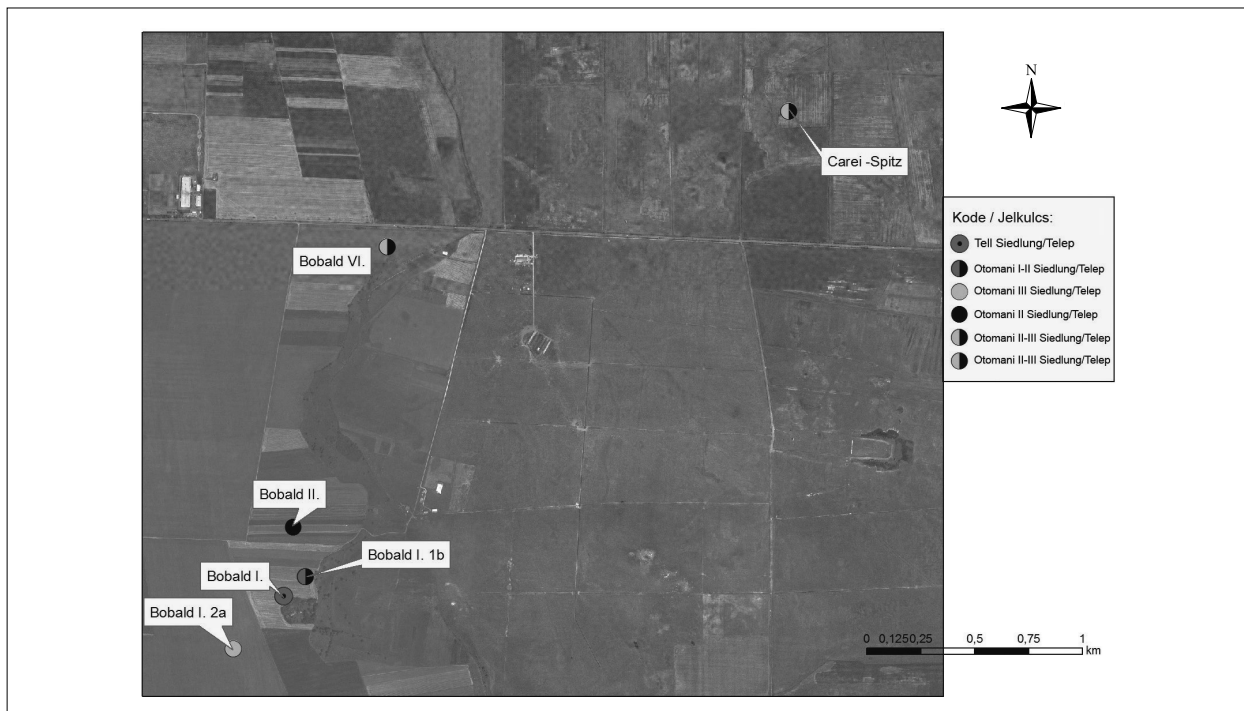 N
Carei -Spitz
Kode / Jelkulcs:
Tell Siedlung/Telep
Otomani I-II Siedlung/Telep
Otomani III Siedlung/Telep
Otomani II Siedlung/Telep
Otomani II-III Siedlung/Telep
Otomani II-III Siedlung/Telep
Bobald VI.
Bobald II.
Bobald I. 1b
Bobald I.
Bobald I. 2a
0 0,1250,25 0,5 0,75 1
km